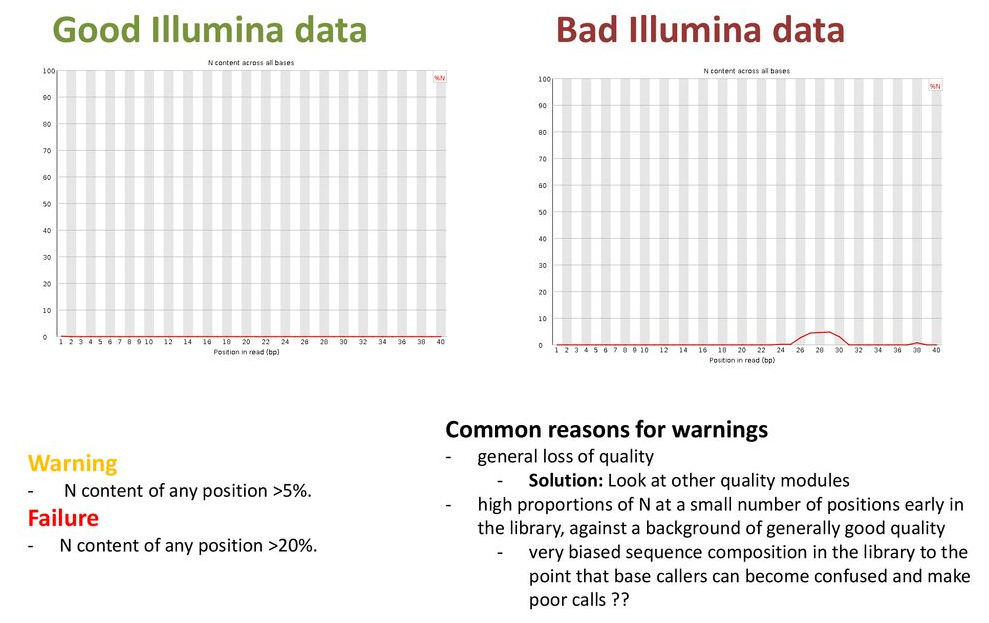 Good Illumina data
Bad Illumina data
N content across all bases
%N
100
90
80
70
60
50
40
30
20
10
0
1 2 3 4 5 6 7 8 9 10 12 14 16 18 20 22 24 26 28 30 32 34 36 38 40
Position in read (bp)
N content across all bases
%N
100
90
80
70
60
50
40
30
20
10
0
1 2 3 4 5 6 7 8 9 10 12 14 16 18 20 22 24 26 28 30 32 34 36 38 40
Position in read (bp)
Warning
- N content of any position >5%.
Failure
- N content of any position >20%.
Common reasons for warnings
- general loss of quality
- Solution: Look at other quality modules
- high proportions of N at a small number of positions early in
the library, against a background of generally good quality
- very biased sequence composition in the library to the
point that base callers can become confused and make
poor calls ??